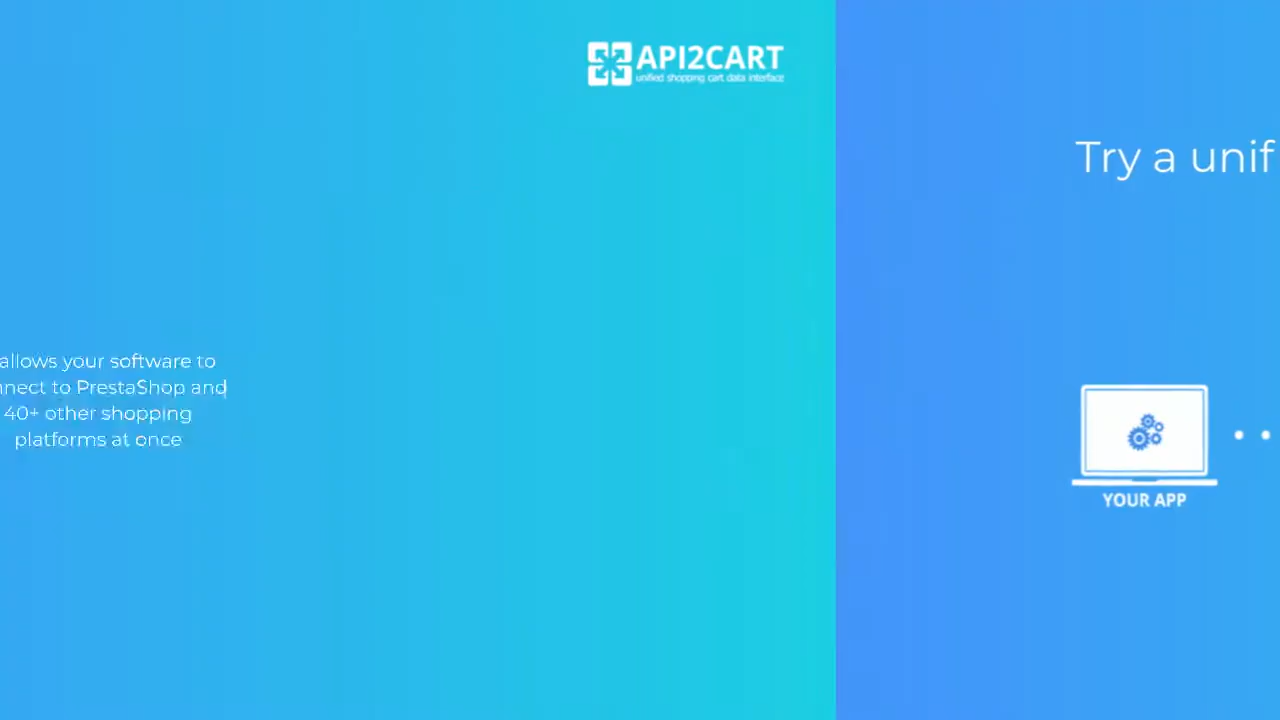 API2CART
unified shopping cart data interface
allows your software to
nnect to PrestaShop and
40+ other shopping
platforms at once
Try a unif
YOUR APP